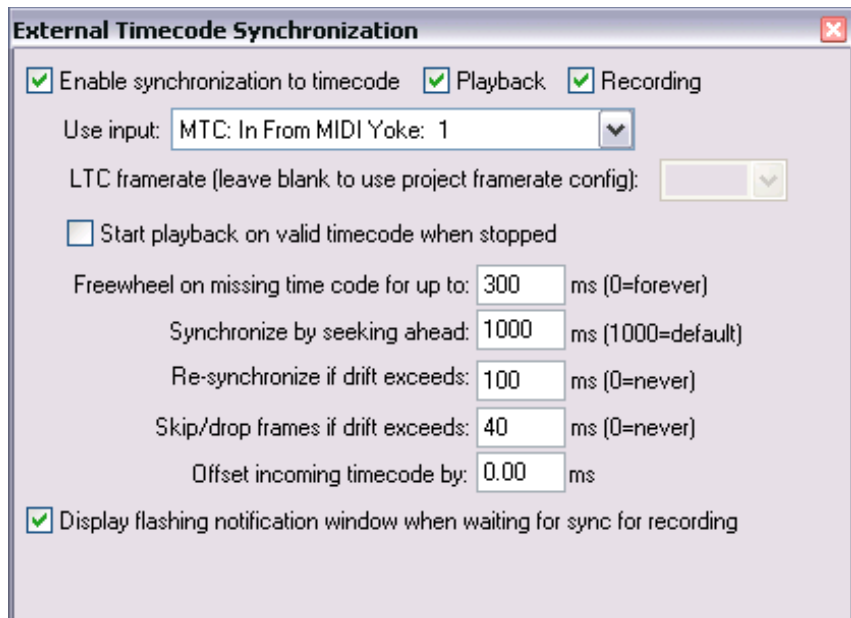 External Timecode Synchronization
Enable synchronization to timecode Playback Recording
Use input: MTC: In From MIDI Yoke: 1
LTC framerate (leave blank to use project framerate config):
Start playback on valid timecode when stopped
Freewheel on missing time code for up to: 300 ms (0=forever)
Synchronize by seeking ahead: 1000 ms (1000=default)
Re-synchronize if drift exceeds: 100 ms (0=never)
Skip/drop frames if drift exceeds: 40 ms (0=never)
Offset incoming timecode by: 0.00 ms
Display flashing notification window when waiting for sync for recording